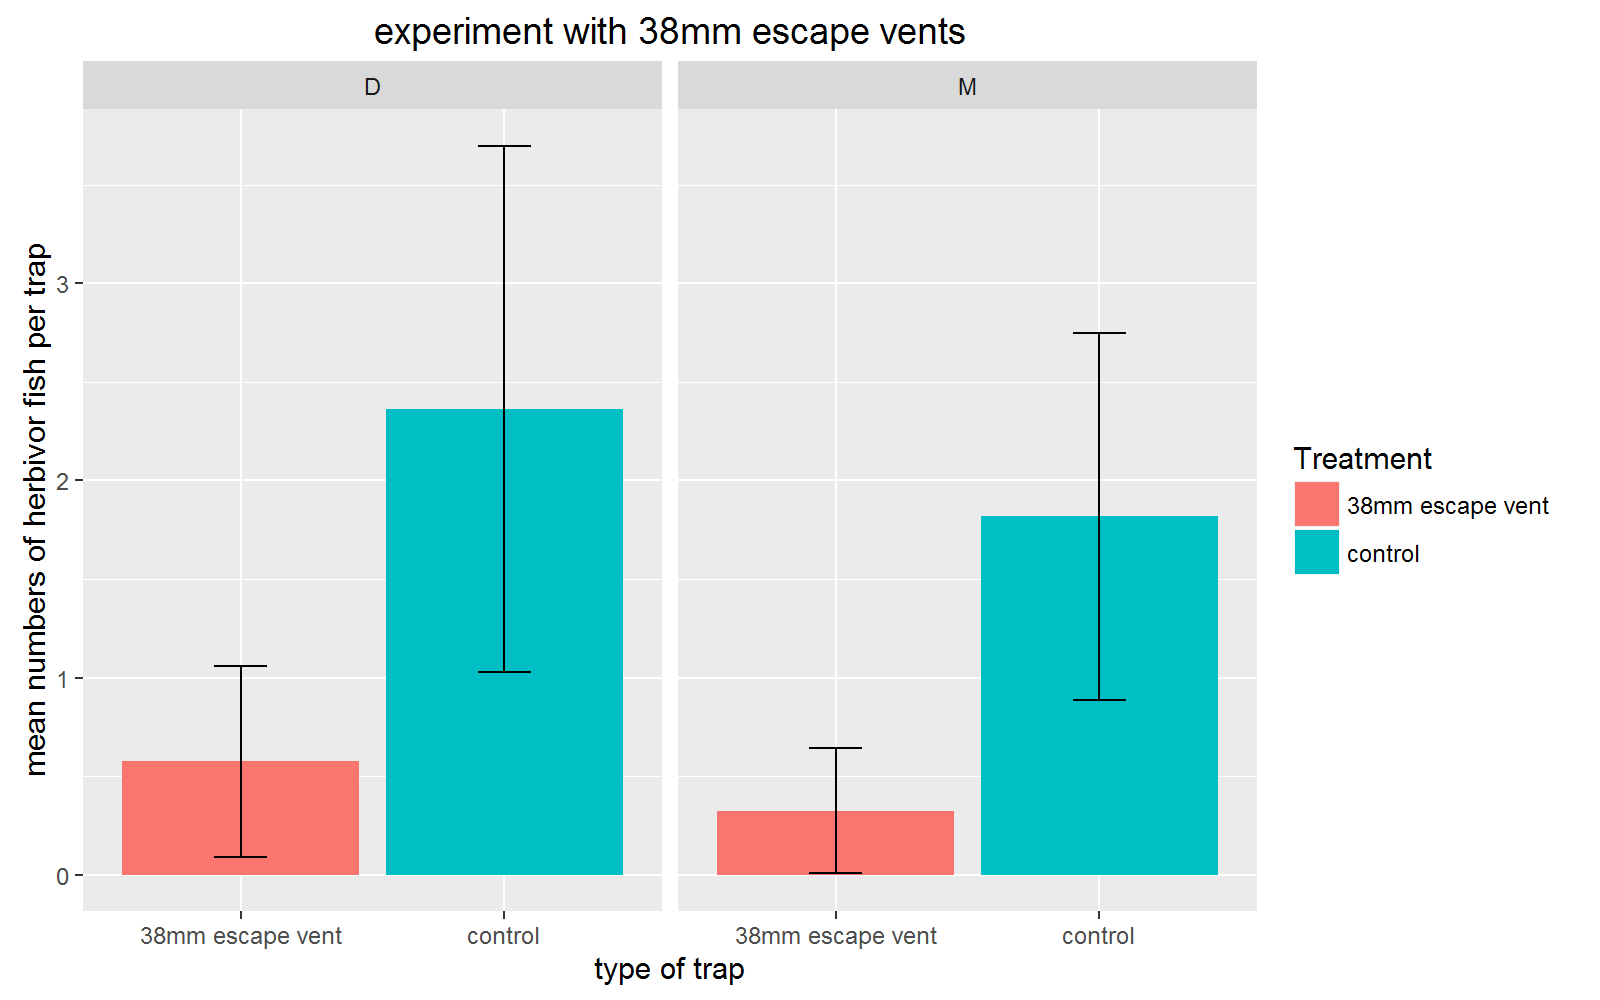 experiment with 38mm escape vents
D
M
mean numbers of herbivor fish per trap
3
2
1
0
38mm escape vent
control
38mm escape vent
control
type of trap
Treatment
38mm escape vent
control